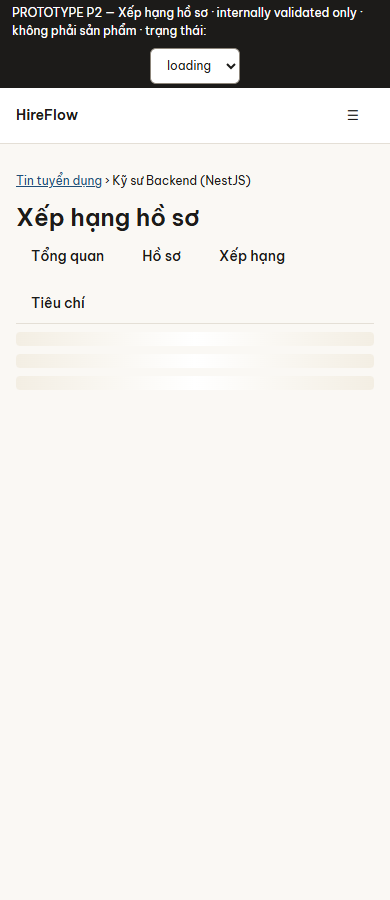 PROTOTYPE P2 — Xếp hạng hồ sơ · internally validated only ·
không phải sản phẩm · trạng thái:
loading
HireFlow
☰
Tin tuyển dụng › Kỹ sư Backend (NestJS)
Xếp hạng hồ sơ
Tổng quan Hồ sơ Xếp hạng
Tiêu chí